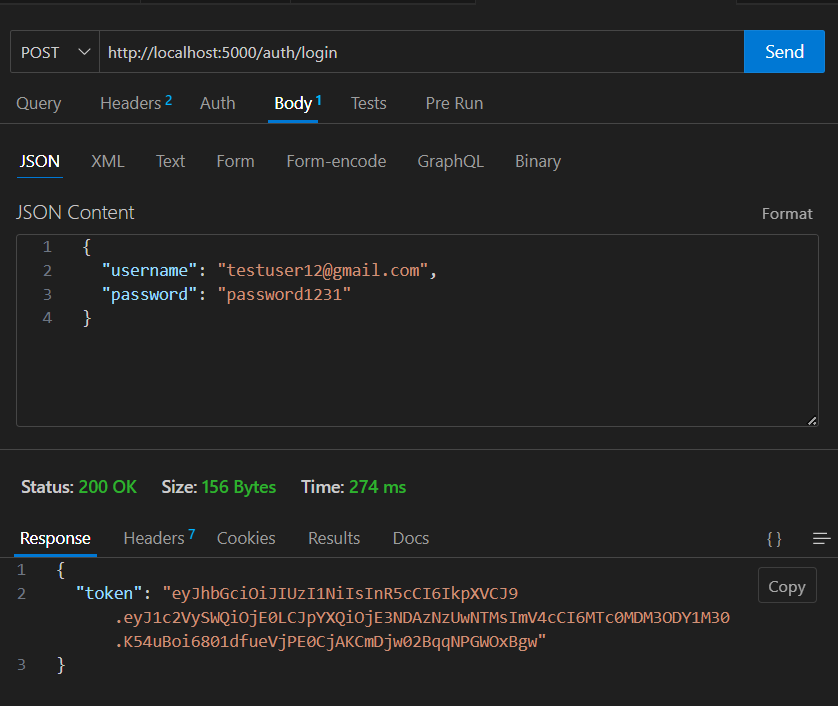 POST http://localhost:5000/auth/login Send
Query Headers 2 Auth Body 1 Tests Pre Run
JSON XML Text Form Form-encode GraphQL Binary
JSON Content Format
1 {
2 "username": "testuser12@gmail.com",
3 "password": "password1231"
4 }
Status: 200 OK Size: 156 Bytes Time: 274 ms
Response Headers 7 Cookies Results Docs { }
1 {
2 "token": "eyJhbGciOiJIUzI1NiIsInR5cCI6IkpXVCJ9
.eyJ1c2VySWQiOjE0LCJpYXQiOjE3NDAzNzUwNTMsImV4cCI6MTc0MDM3ODY1M30
.K54uBoi6801dfueVjPE0CjAKCmDjw02BqqNPGWOxBgw"
3 }
Copy